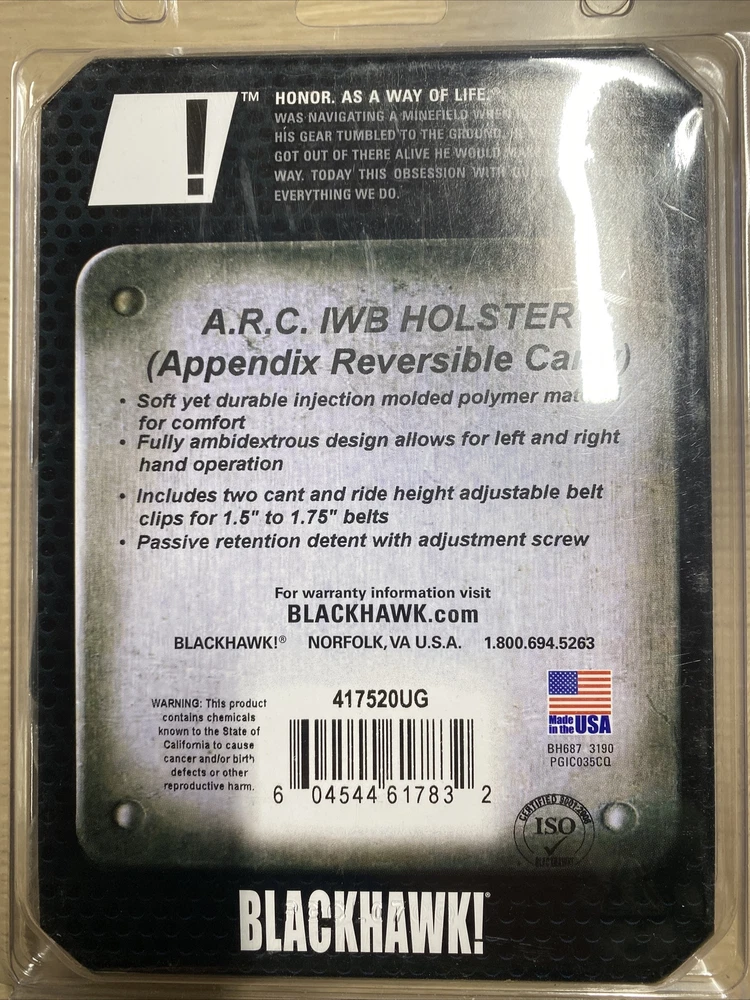 ! ™
HONOR. AS A WAY OF LIFE.®
WAS NAVIGATING A MINEFIELD WHEN
HIS GEAR TUMBLED TO THE GROUND.
GOT OUT OF THERE ALIVE HE WOULD
WAY. TODAY THIS OBSESSION WITH
EVERYTHING WE DO.
A.R.C. IWB HOLSTER
(Appendix Reversible
• Soft yet durable injection molded polymer
for comfort
• Fully ambidextrous design allows for left and right
hand operation
• Includes two cant and ride height adjustable belt
clips for 1.5" to 1.75" belts
• Passive retention detent with adjustment screw
For warranty information visit
BLACKHAWK.com
BLACKHAWK!® NORFOLK, VA U.S.A. 1.800.694.5263
WARNING: This product
contains chemicals
known to the State of
California to cause
cancer and/or birth
defects or other
reproductive harm.
417520UG
6 04544 61783 2
Made
in the USA
BH687 3190
PGIC035CQ
CERTIFIED 9001:2008
ISO
BLACKHAWK!®